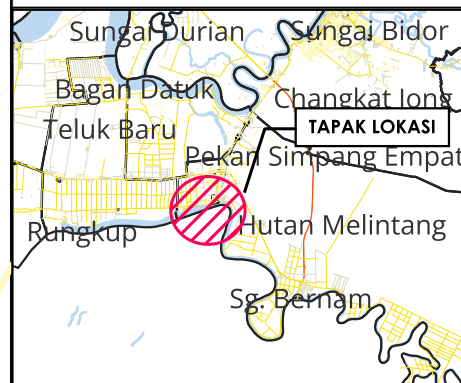 Sungai Durian
Sungai Bidor
Bagan Datuk
Changkat Jong
TAPAK LOKASI
Teluk Baru
Pekan Simpang Empat
Rungkup
Hutan Melintang
Sg. Bernam